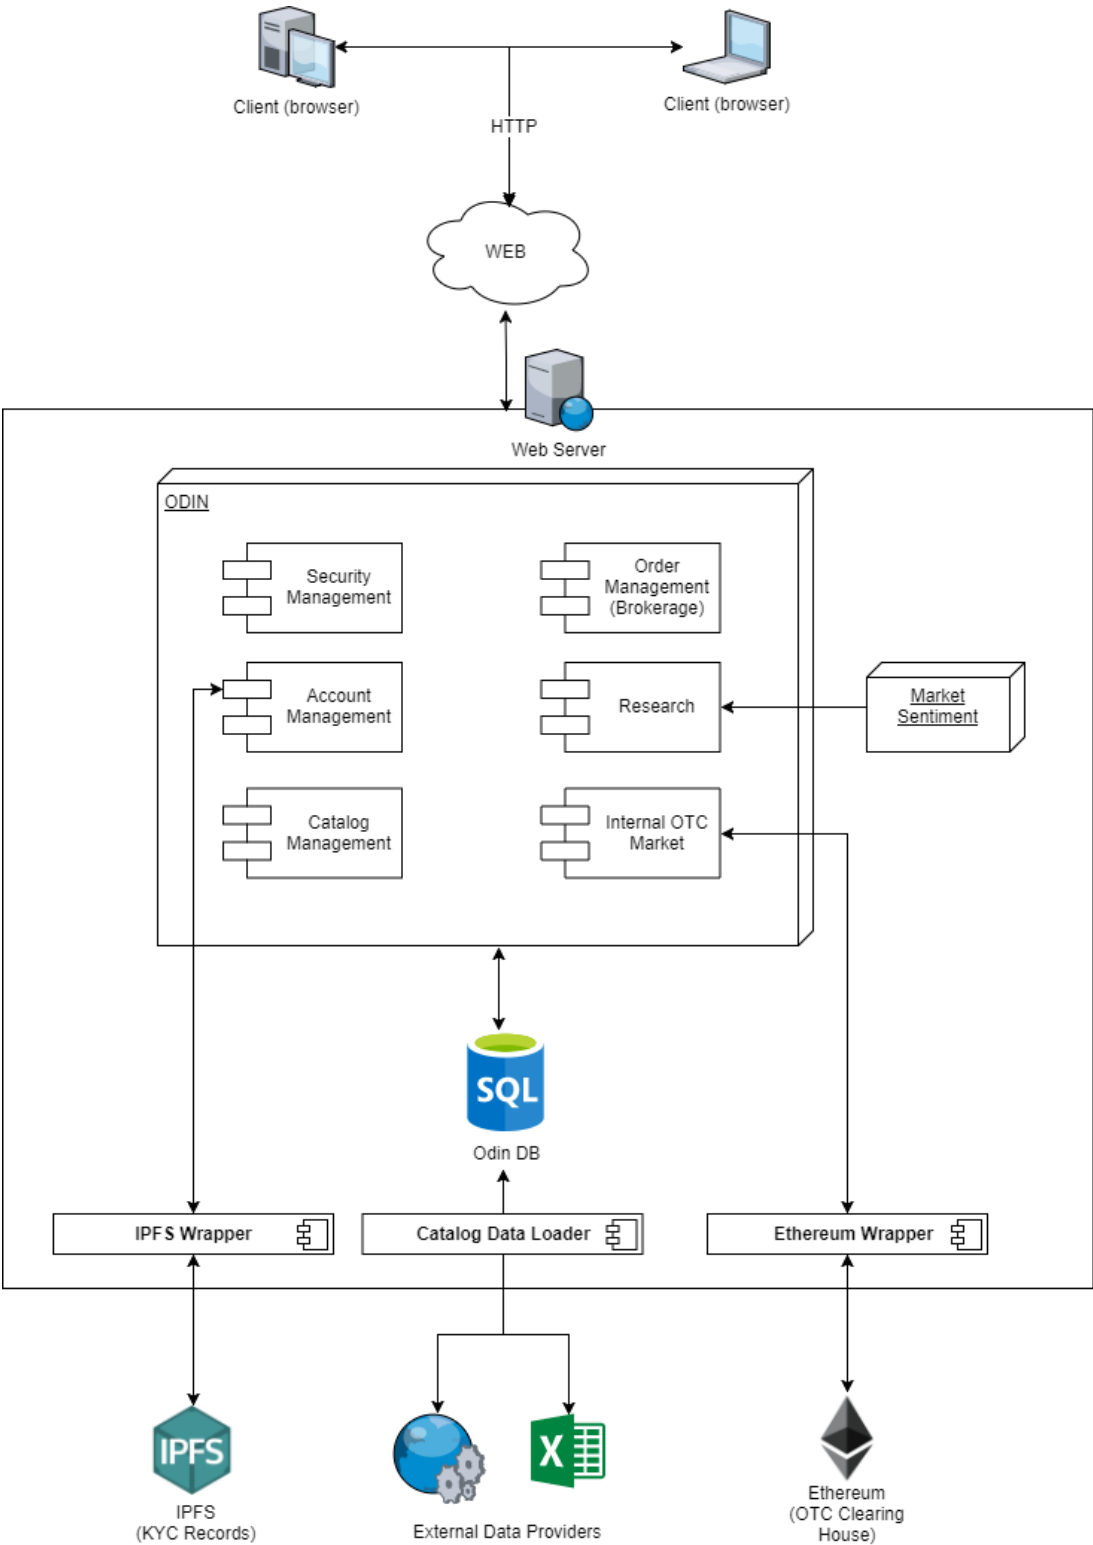 Client (browser)
Client (browser)
HTTP
WEB
Web Server
ODIN
Security
Management
Order
Management
(Brokerage)
Account
Management
Research
Market
Sentiment
Catalog
Management
Internal OTC
Market
SQL
Odin DB
IPFS Wrapper
Catalog Data Loader
Ethereum Wrapper
IPFS
X
IPFS
(KYC Records)
External Data Providers
Ethereum
(OTC Clearing
House)